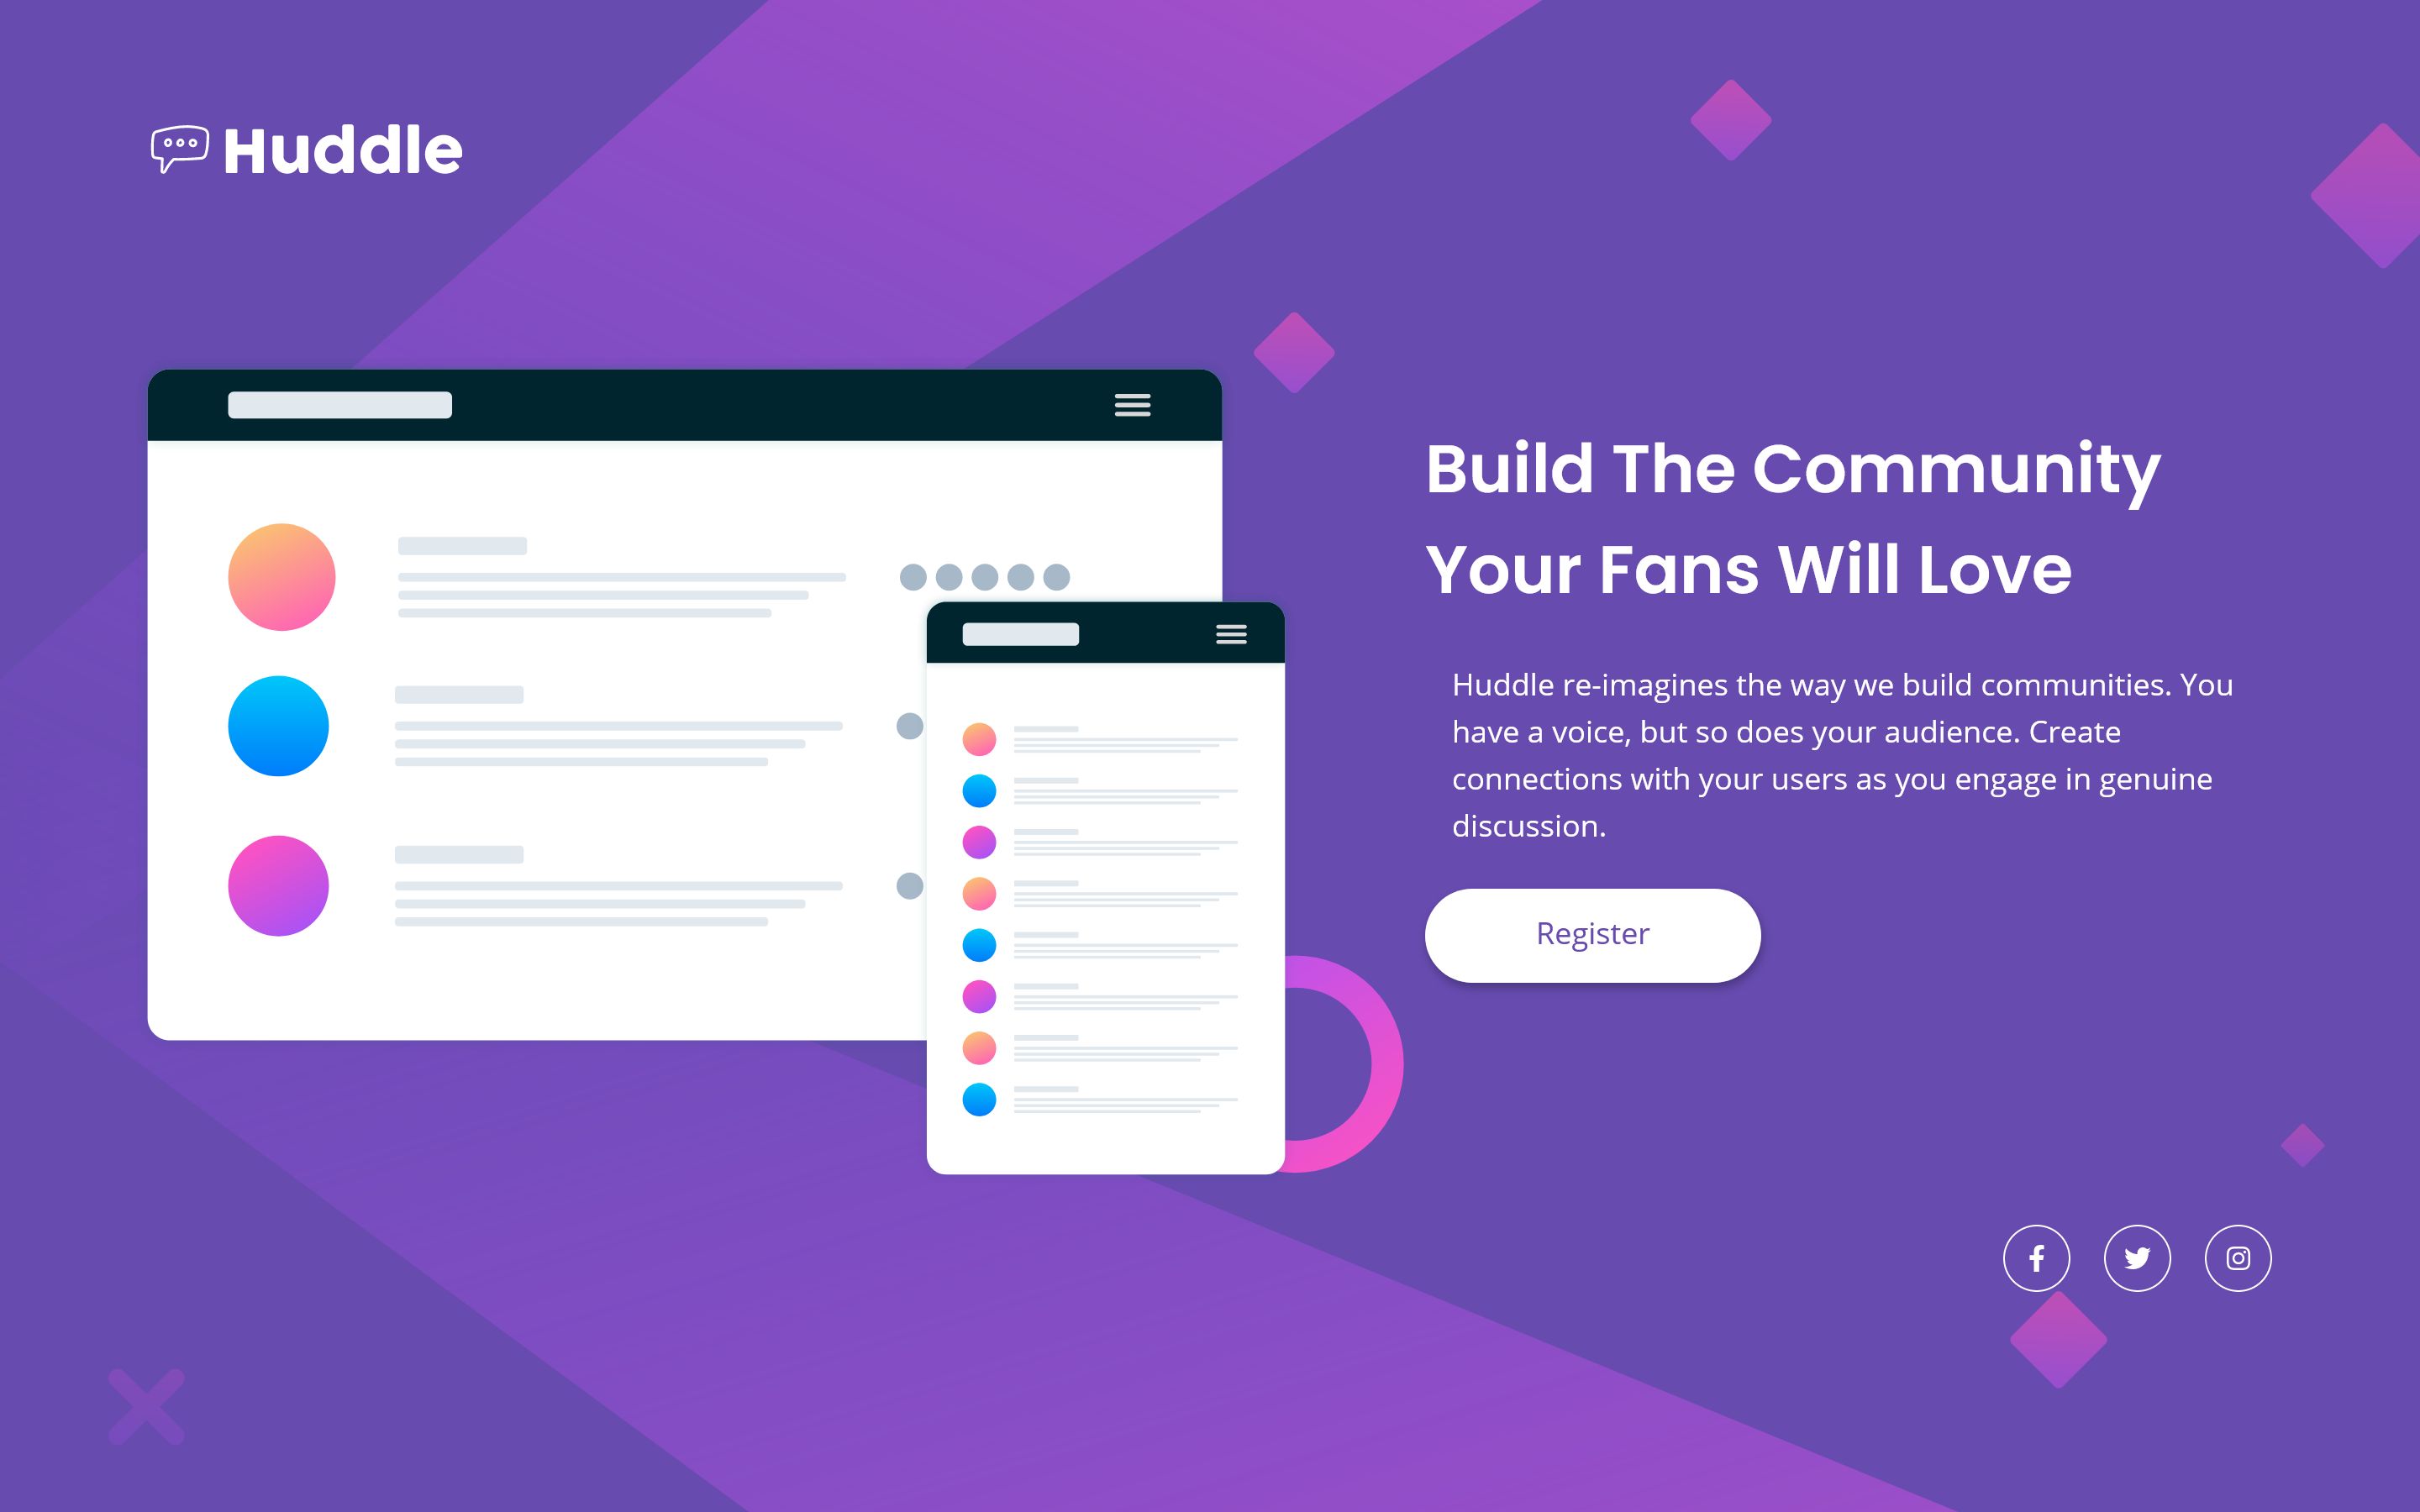 Huddle
Build The Community
Your Fans Will Love
Huddle re-imagines the way we build communities. You
have a voice, but so does your audience. Create
connections with your users as you engage in genuine
discussion.
Register